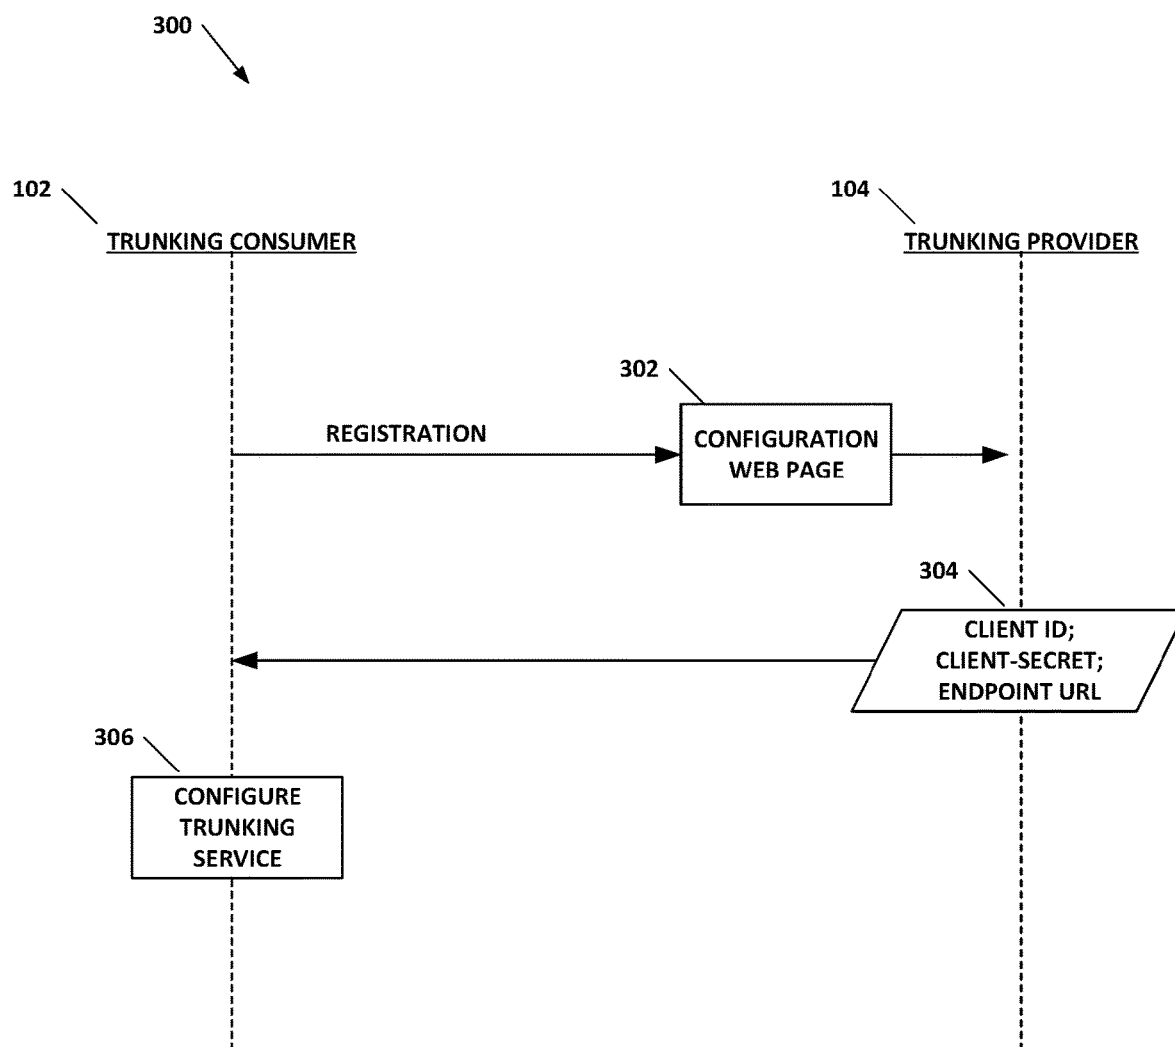 300
102
104
TRUNKING CONSUMER
TRUNKING PROVIDER
302
REGISTRATION
CONFIGURATION
WEB PAGE
304
CLIENT ID;
CLIENT-SECRET;
ENDPOINT URL
306
CONFIGURE
TRUNKING
SERVICE